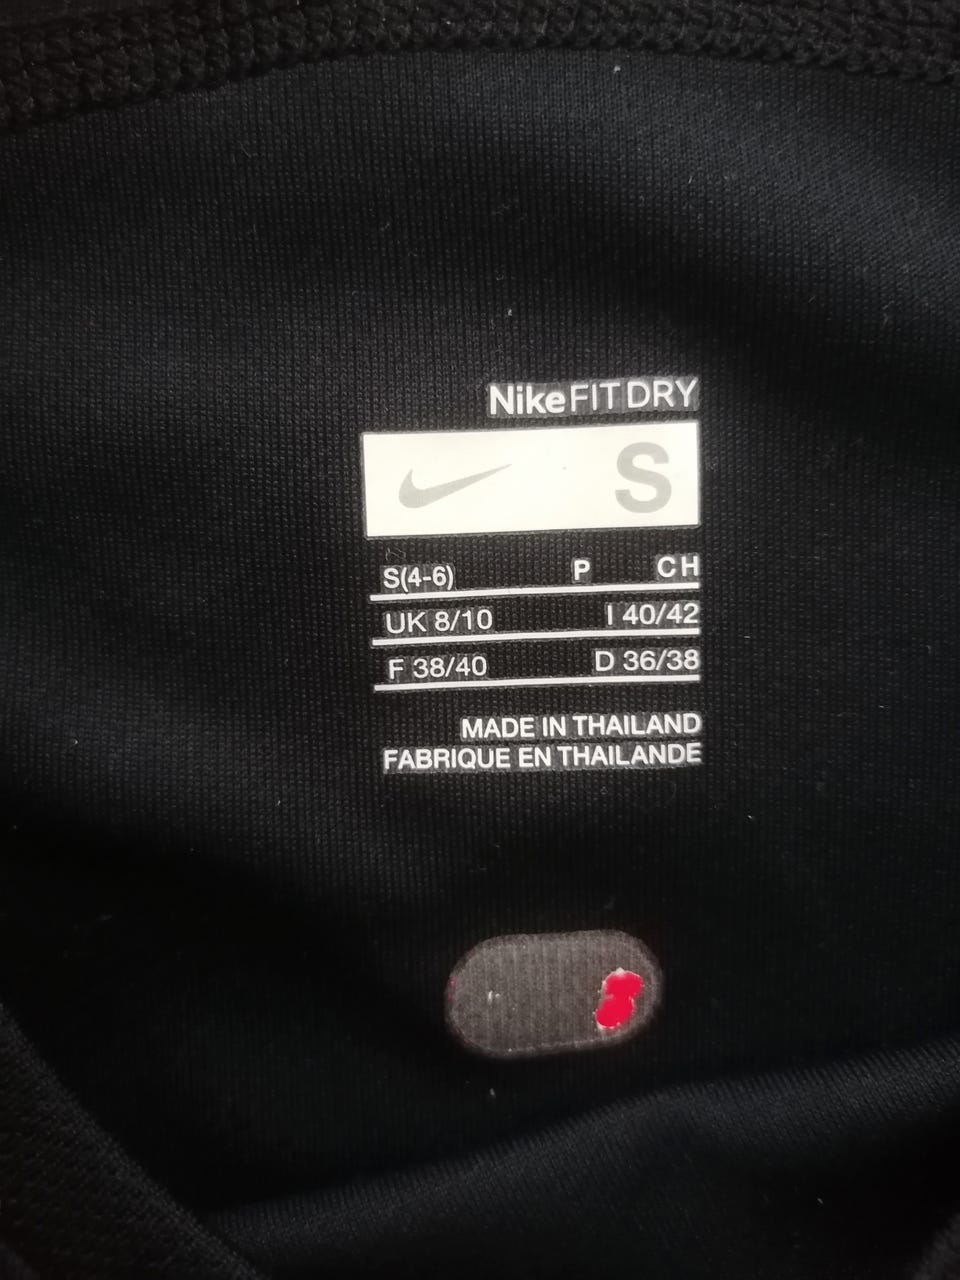 NikeFIT DRY
S
S(4-6) P CH
UK 8/10 I 40/42
F 38/40 D 36/38
MADE IN THAILAND
FABRIQUE EN THAILANDE